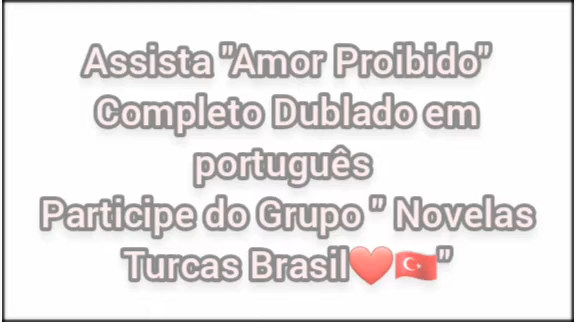 Assista "Amor Proibido"
Completo Dublado em
português
Participe do Grupo " Novelas
Turcas Brasil❤️🇹🇷"